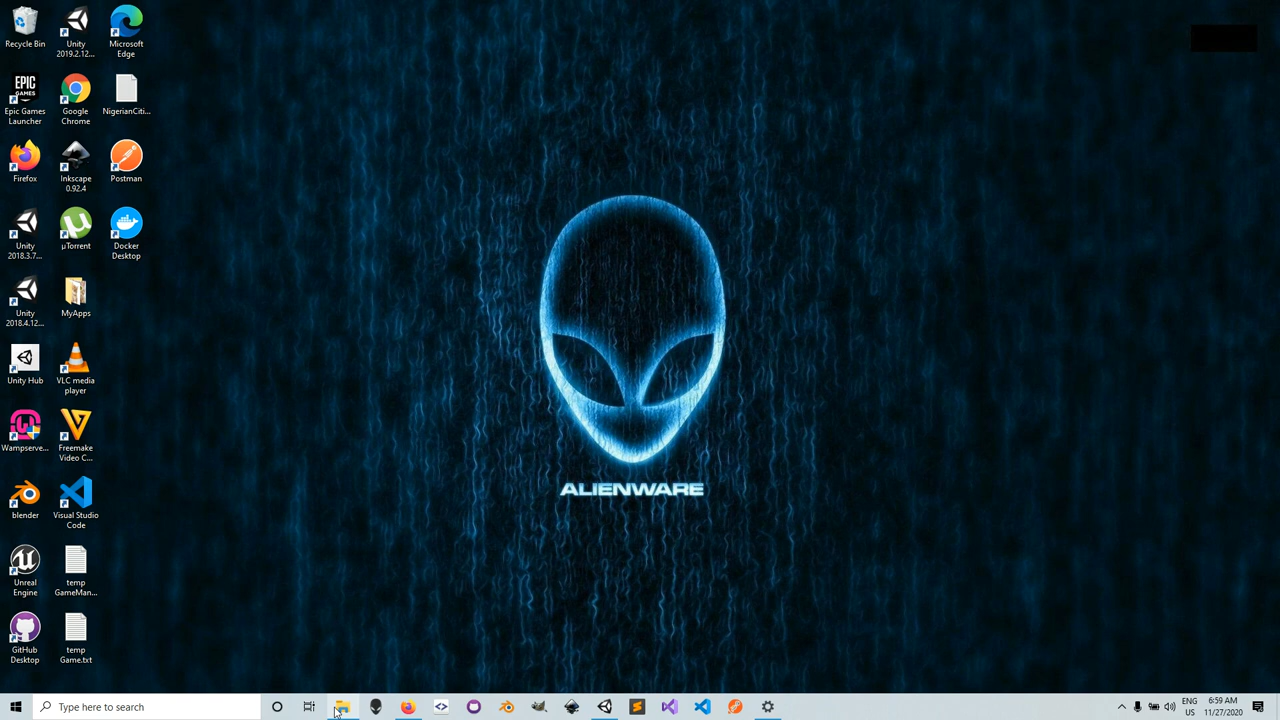 Recycle Bin
Unity
2019.2.12...
Microsoft
Edge
EPIC
GAMES
Epic Games
Launcher
Google
Chrome
NigerianCiti...
Firefox
Inkscape
0.92.4
Postman
Unity
2018.3.7...
µTorrent
Docker
Desktop
Unity
2018.4.12...
MyApps
Unity Hub
VLC media
player
Wampserve...
Freemake
Video C...
blender
Visual Studio
Code
Unreal
Engine
temp
GameMan...
GitHub
Desktop
temp
Game.txt
ALIENWARE
Type here to search
ENG
US
6:59 AM
11/27/2020